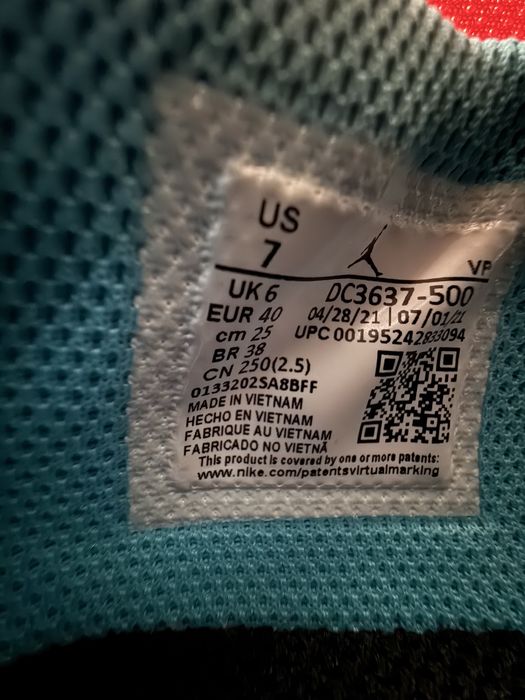 US
7
VP
UK 6
DC3637-500
EUR 40
04/28/21 | 07/01/21
cm 25
UPC 00195242833094
BR 38
CN 250(2.5)
0133202SA8BFF
MADE IN VIETNAM
HECHO EN VIETNAM
FABRIQUE AU VIETNAM
FABRICADO NO VIETNÃ
This product is covered by one or more patents:
www.nike.com/patentsvirtualmarking